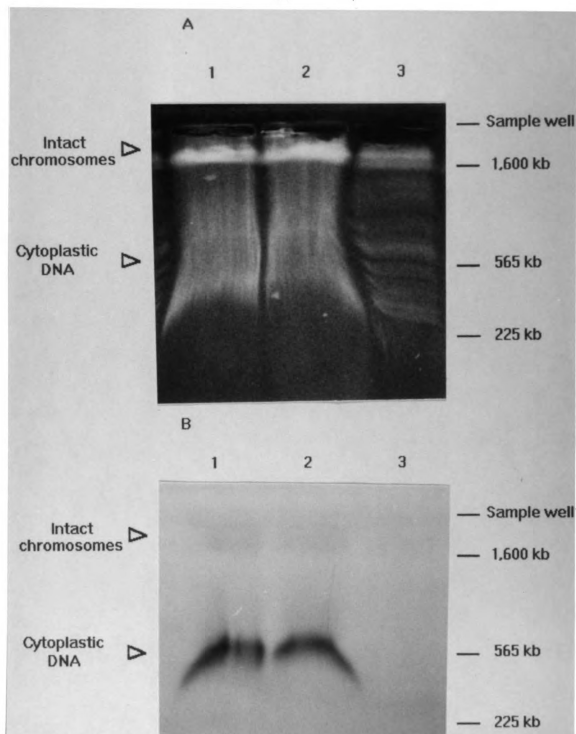 A
1 2 3
Sample well
Intact
chromosomes
1,600 kb
Cytoplastic
DNA
565 kb
225 kb
B
1 2 3
Sample well
Intact
chromosomes
1,600 kb
Cytoplastic
DNA
565 kb
225 kb